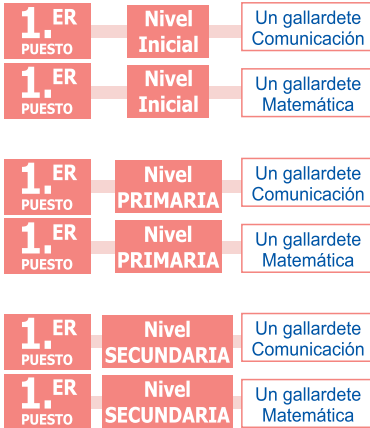 1.ER
PUESTO
Nivel
Inicial
Un gallardete
Comunicación
1.ER
PUESTO
Nivel
Inicial
Un gallardete
Matemática
1.ER
PUESTO
Nivel
PRIMARIA
Un gallardete
Comunicación
1.ER
PUESTO
Nivel
PRIMARIA
Un gallardete
Matemática
1.ER
PUESTO
Nivel
SECUNDARIA
Un gallardete
Comunicación
1.ER
PUESTO
Nivel
SECUNDARIA
Un gallardete
Matemática